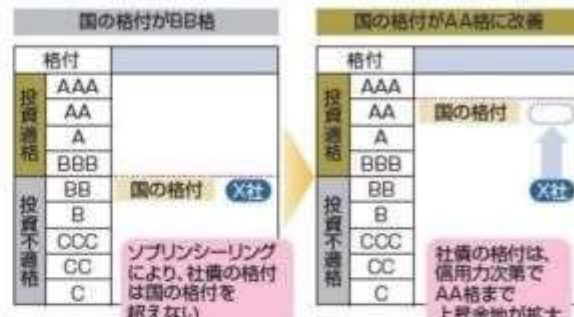 国の格付がBB格
格付
投資適格
AAA
AA
A
BBB
投資不適格
BB
B
CCC
CC
C
国の格付
X社
ソブリンシーリング
により、社債の格付
は国の格付を
超えない
国の格付がAA格に改善
格付
投資適格
AAA
AA
A
BBB
投資不適格
BB
B
CCC
CC
C
国の格付
X社
社債の格付は、
信用力次第で
AA格まで
上昇余地が拡大